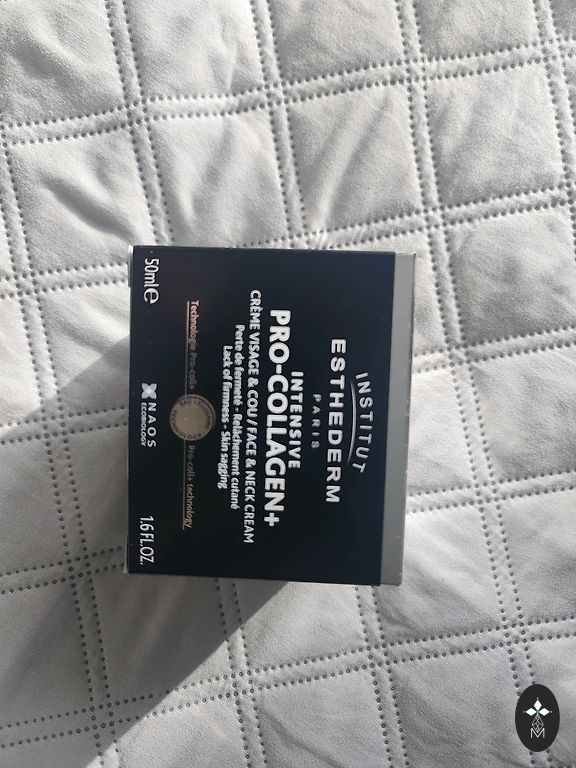 INSTITUT
ESTHEDERM
PARIS
INTENSIVE
PRO-COLLAGEN+
CRÈME VISAGE & COU / FACE & NECK CREAM
Perte de fermeté - Relâchement cutané
Lack of firmness - Skin sagging
Technologie Pro-coll+
Pro-coll+ technology
N.A.O.S
ECOBIOLOGY
50ml e
1.6 FL.OZ.
M